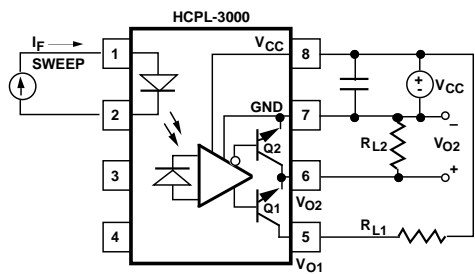 HCPL-3000
I_F
SWEEP
1
8
V_CC
+
-
V_CC
2
GND
7
–
Q2
R_L2
V_O2
3
6
+
V_O2
Q1
R_L1
4
5
V_O1